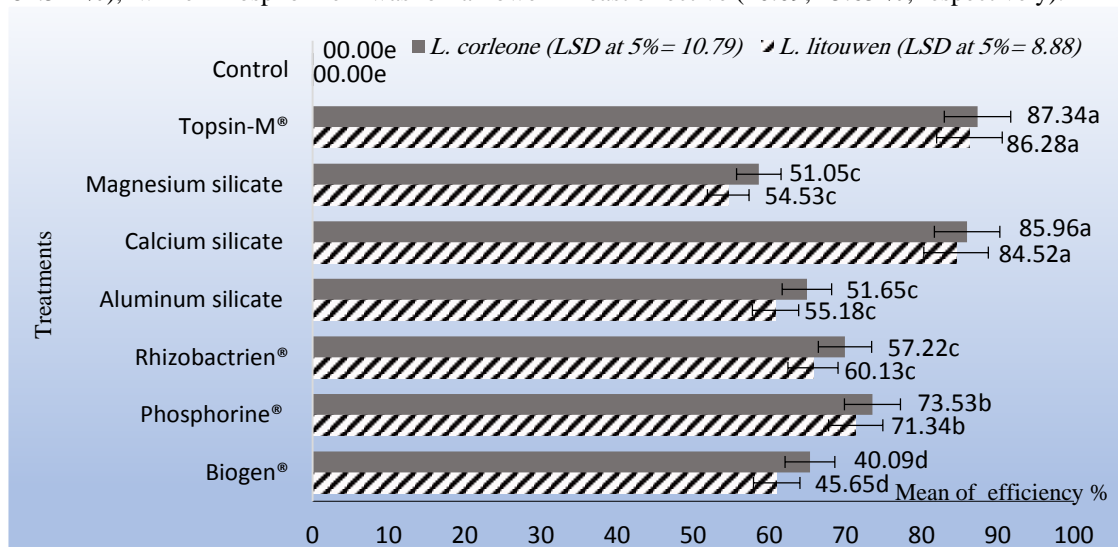 00.00e L. corleone (LSD at 5%= 10.79) L. litouwen (LSD at 5%= 8.88)
Control 00.00e
Topsin-M® 87.34a
86.28a
Magnesium silicate 51.05c
54.53c
Calcium silicate 85.96a
84.52a
Aluminum silicate 51.65c
55.18c
Treatments
Rhizobactrien® 57.22c
60.13c
Phosphorine® 73.53b
71.34b
Biogen® 40.09d
45.65d Mean of efficiency %
0 10 20 30 40 50 60 70 80 90 100